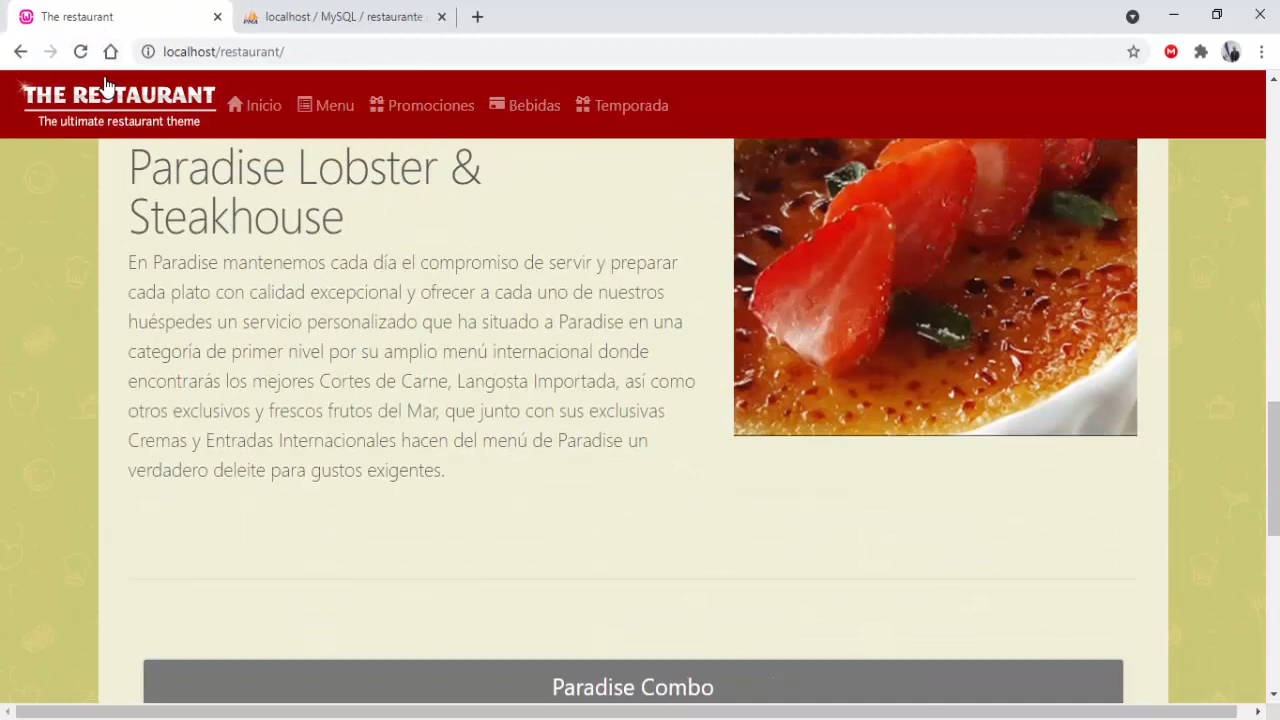 The restaurant
localhost / MySQL / restaurante
localhost/restaurant/
THE RESTAURANT
The ultimate restaurant theme
Inicio
Menu
Promociones
Bebidas
Temporada
Paradise Lobster &
Steakhouse
En Paradise mantenemos cada día el compromiso de servir y preparar
cada plato con calidad excepcional y ofrecer a cada uno de nuestros
huéspedes un servicio personalizado que ha situado a Paradise en una
categoría de primer nivel por su amplio menú internacional donde
encontrarás los mejores Cortes de Carne, Langosta Importada, así como
otros exclusivos y frescos frutos del Mar, que junto con sus exclusivas
Cremas y Entradas Internacionales hacen del menú de Paradise un
verdadero deleite para gustos exigentes.
Paradise Combo